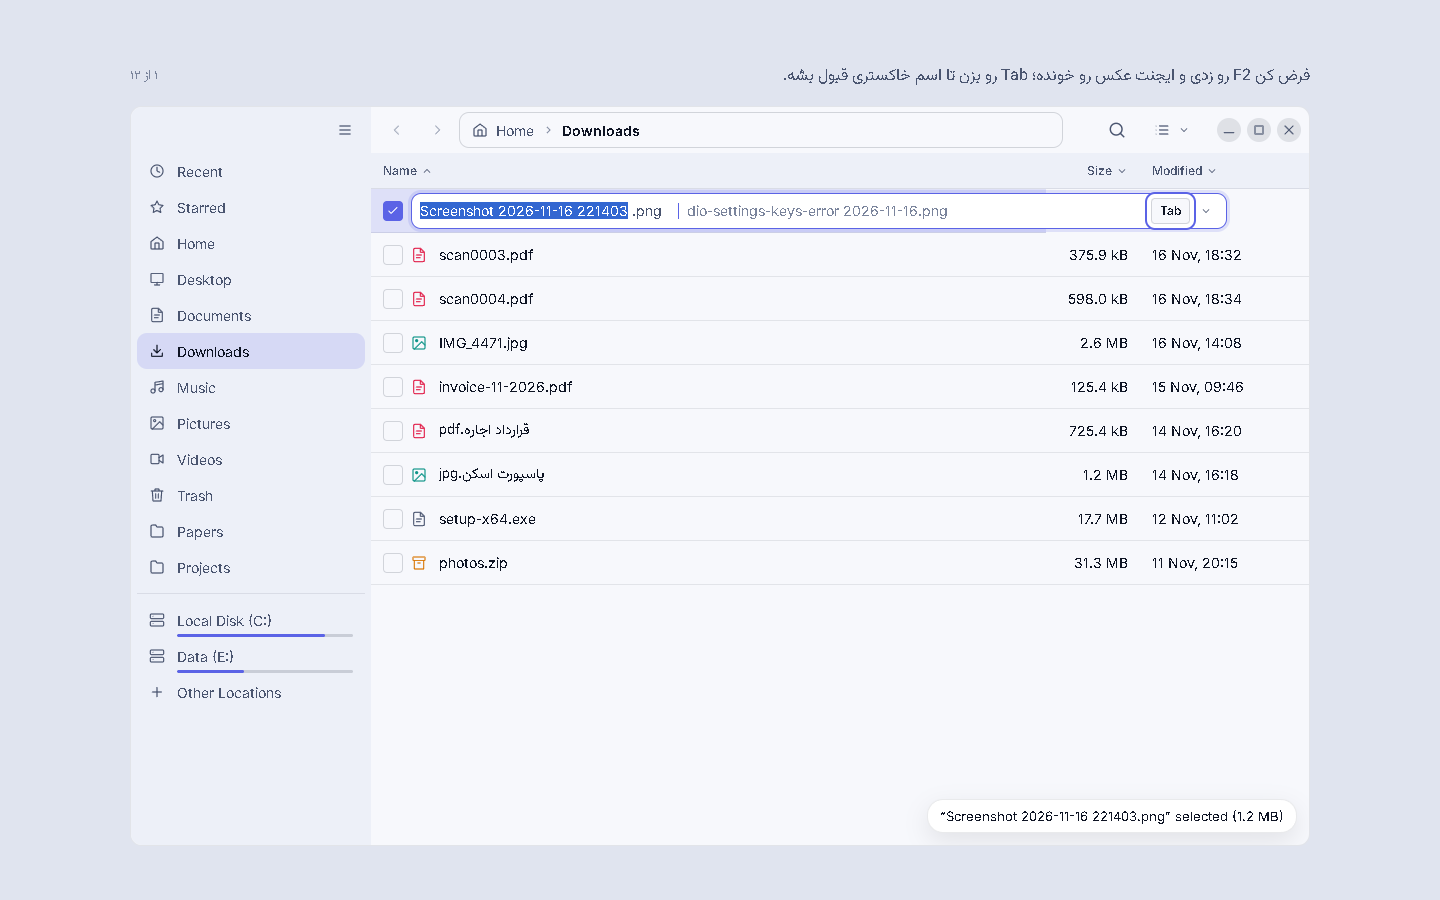 فرض کن F2 رو زدی و ایجنت عکس رو خونده؛ Tab رو بزن تا اسم خاکستری قبول بشه.
۱ از ۱۲
Home > Downloads
Recent
Starred
Home
Desktop
Documents
Downloads
Music
Pictures
Videos
Trash
Papers
Projects
Local Disk (C:)
Data (E:)
Other Locations
Name Size Modified
Screenshot 2026-11-16 221403 .png dio-settings-keys-error 2026-11-16.png Tab
scan0003.pdf 375.9 kB 16 Nov, 18:32
scan0004.pdf 598.0 kB 16 Nov, 18:34
IMG_4471.jpg 2.6 MB 16 Nov, 14:08
invoice-11-2026.pdf 125.4 kB 15 Nov, 09:46
قرارداد اجاره.pdf 725.4 kB 14 Nov, 16:20
پاسپورت اسکن.jpg 1.2 MB 14 Nov, 16:18
setup-x64.exe 17.7 MB 12 Nov, 11:02
photos.zip 31.3 MB 11 Nov, 20:15
“Screenshot 2026-11-16 221403.png” selected (1.2 MB)